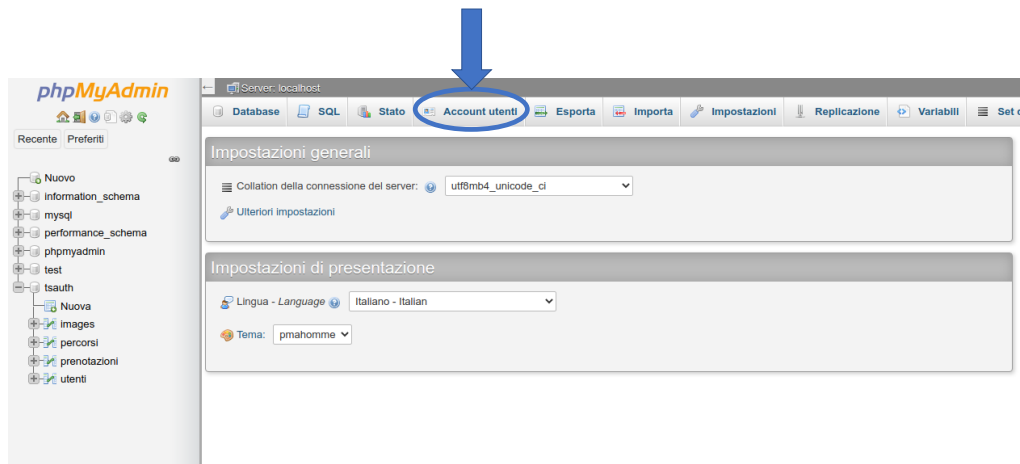 phpMyAdmin
Recente Preferiti
Nuovo
information_schema
mysql
performance_schema
phpmyadmin
test
tsauth
Nuova
images
percorsi
prenotazioni
utenti
Server: localhost
Database SQL Stato Account utenti Esporta Importa Impostazioni Replicazione Variabili Set
Impostazioni generali
Collation della connessione del server: utf8mb4_unicode_ci
Ulteriori impostazioni
Impostazioni di presentazione
Lingua - Language Italiano - Italian
Tema: pmahomme